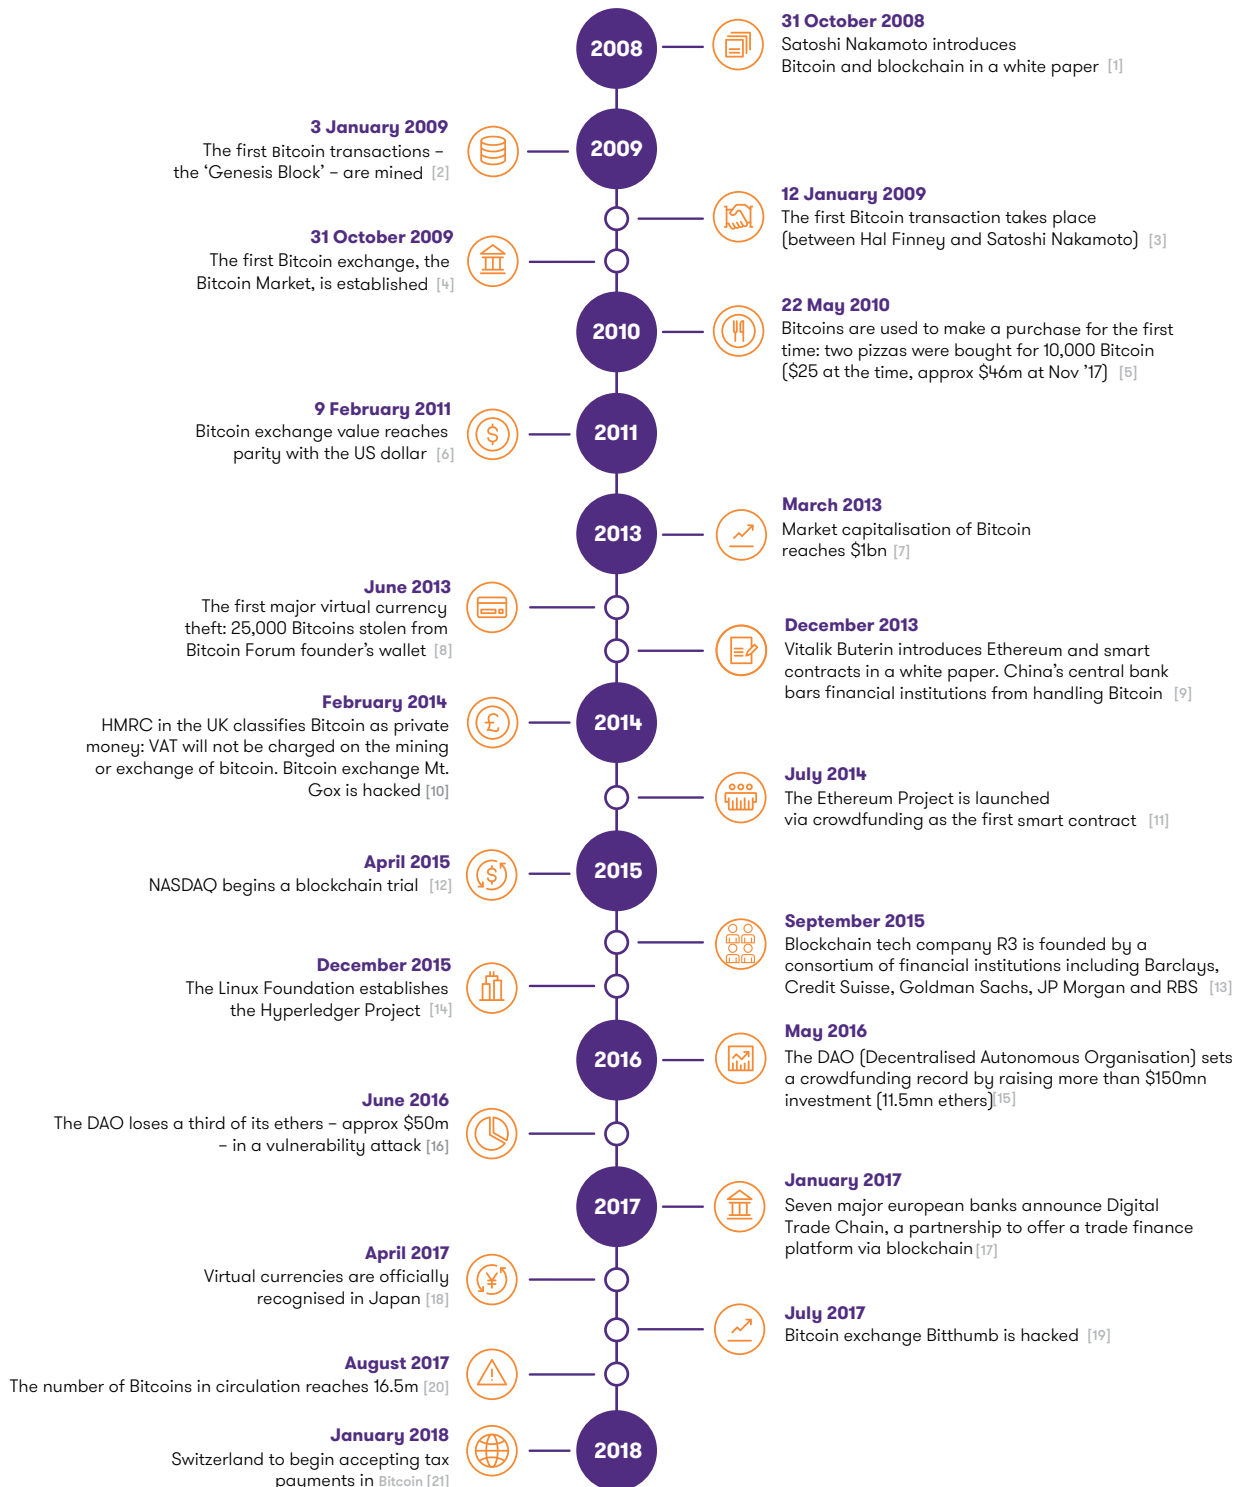 2008
31 October 2008
Satoshi Nakamoto introduces
Bitcoin and blockchain in a white paper [1]
3 January 2009
The first Bitcoin transactions –
the ‘Genesis Block’ – are mined [2]
2009
12 January 2009
The first Bitcoin transaction takes place
(between Hal Finney and Satoshi Nakamoto) [3]
31 October 2009
The first Bitcoin exchange, the
Bitcoin Market, is established [4]
2010
22 May 2010
Bitcoins are used to make a purchase for the first
time: two pizzas were bought for 10,000 Bitcoin
($25 at the time, approx $46m at Nov ’17) [5]
9 February 2011
Bitcoin exchange value reaches
parity with the US dollar [6]
2011
2013
March 2013
Market capitalisation of Bitcoin
reaches $1bn [7]
June 2013
The first major virtual currency
theft: 25,000 Bitcoins stolen from
Bitcoin Forum founder’s wallet [8]
December 2013
Vitalik Buterin introduces Ethereum and smart
contracts in a white paper. China’s central bank
bars financial institutions from handling Bitcoin [9]
February 2014
HMRC in the UK classifies Bitcoin as private
money: VAT will not be charged on the mining
or exchange of bitcoin. Bitcoin exchange Mt.
Gox is hacked [10]
2014
July 2014
The Ethereum Project is launched
via crowdfunding as the first smart contract [11]
April 2015
NASDAQ begins a blockchain trial [12]
2015
September 2015
Blockchain tech company R3 is founded by a
consortium of financial institutions including Barclays,
Credit Suisse, Goldman Sachs, JP Morgan and RBS [13]
December 2015
The Linux Foundation establishes
the Hyperledger Project [14]
2016
May 2016
The DAO (Decentralised Autonomous Organisation) sets
a crowdfunding record by raising more than $150mn
investment (11.5mn ethers)[15]
June 2016
The DAO loses a third of its ethers – approx $50m
– in a vulnerability attack [16]
2017
January 2017
Seven major european banks announce Digital
Trade Chain, a partnership to offer a trade finance
platform via blockchain [17]
April 2017
Virtual currencies are officially
recognised in Japan [18]
July 2017
Bitcoin exchange Bitthumb is hacked [19]
August 2017
The number of Bitcoins in circulation reaches 16.5m [20]
January 2018
Switzerland to begin accepting tax
payments in Bitcoin [21]
2018